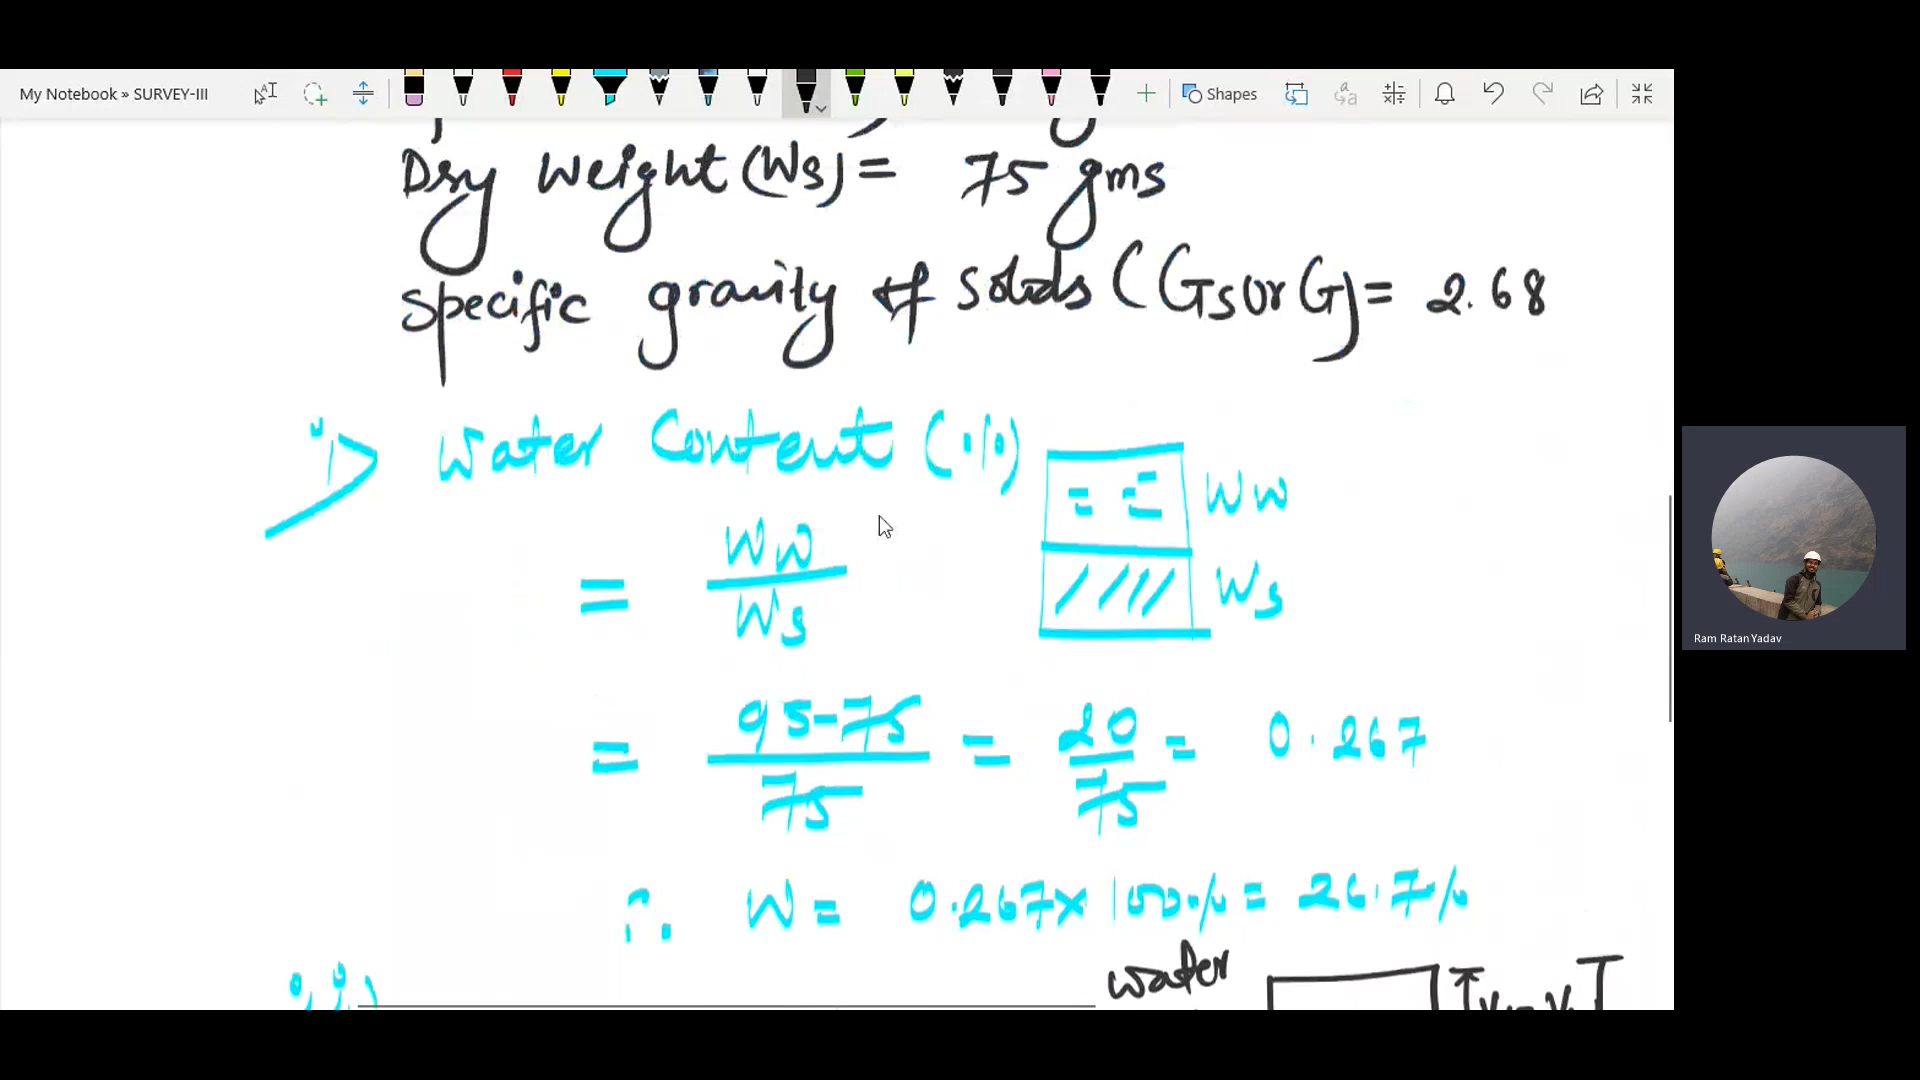 My Notebook » SURVEY-III
Shapes
Dry Weight (Ws) = 75 gms
Specific gravity of Solids (Gs or G) = 2.68
i) Water Content (%)
= Ww / Ws
Ww
Ws
= 95-75 / 75 = 20 / 75 = 0.267
∴ W = 0.267 x 100% = 26.7%
water
ii)
Ram Ratan Yadav